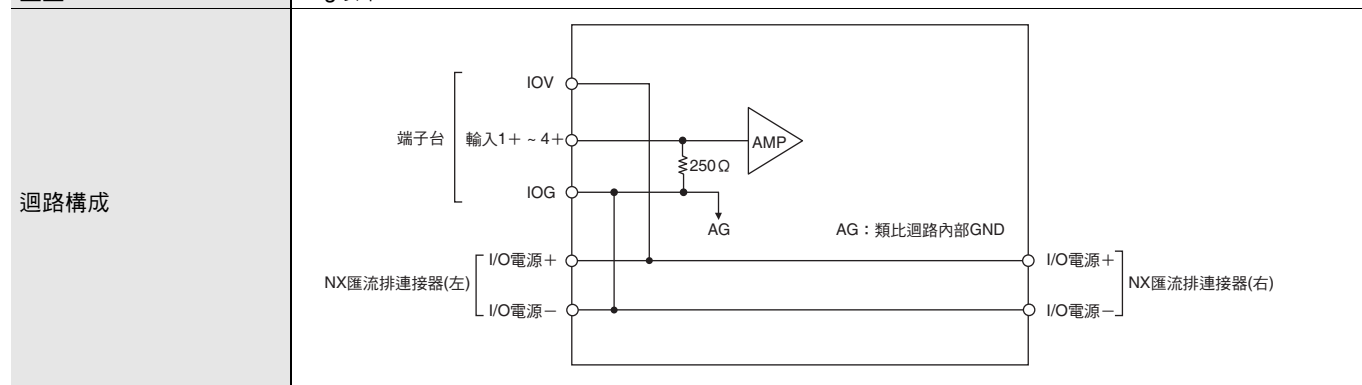 迴路構成
IOV
端子台
輸入1+ ~ 4+
AMP
250Ω
IOG
AG
AG：類比迴路內部GND
I/O電源+
I/O電源+
NX匯流排連接器(左)
NX匯流排連接器(右)
I/O電源－
I/O電源－